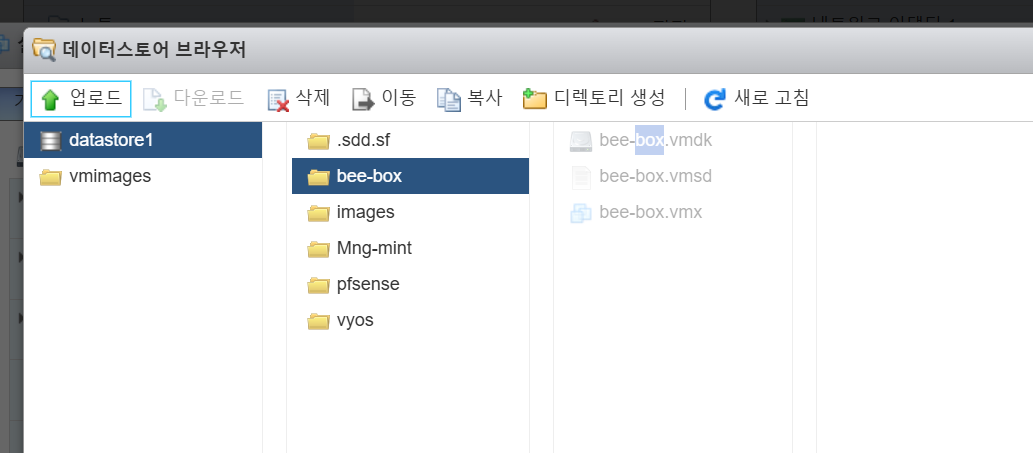 데이터스토어 브라우저
업로드 다운로드 삭제 이동 복사 디렉토리 생성 새로 고침
datastore1 .sdd.sf bee-box.vmdk
vmimages bee-box bee-box.vmsd
images bee-box.vmx
Mng-mint
pfsense
vyos